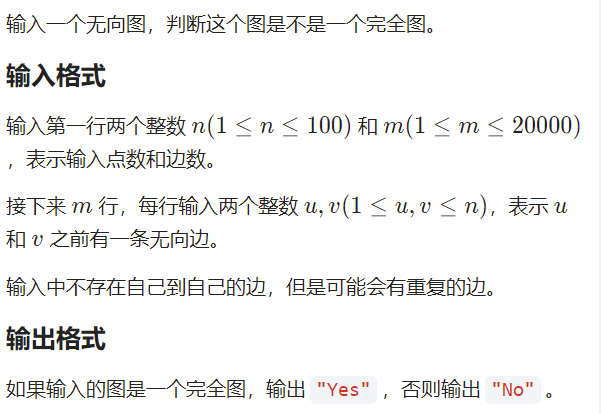 输入一个无向图，判断这个图是不是一个完全图。
输入格式
输入第一行两个整数 n(1 ≤ n ≤ 100) 和 m(1 ≤ m ≤ 20000)
，表示输入点数和边数。
接下来 m 行，每行输入两个整数 u, v(1 ≤ u, v ≤ n)，表示 u
和 v 之前有一条无向边。
输入中不存在自己到自己的边，但是可能会有重复的边。
输出格式
如果输入的图是一个完全图，输出 "Yes" ，否则输出 "No" 。